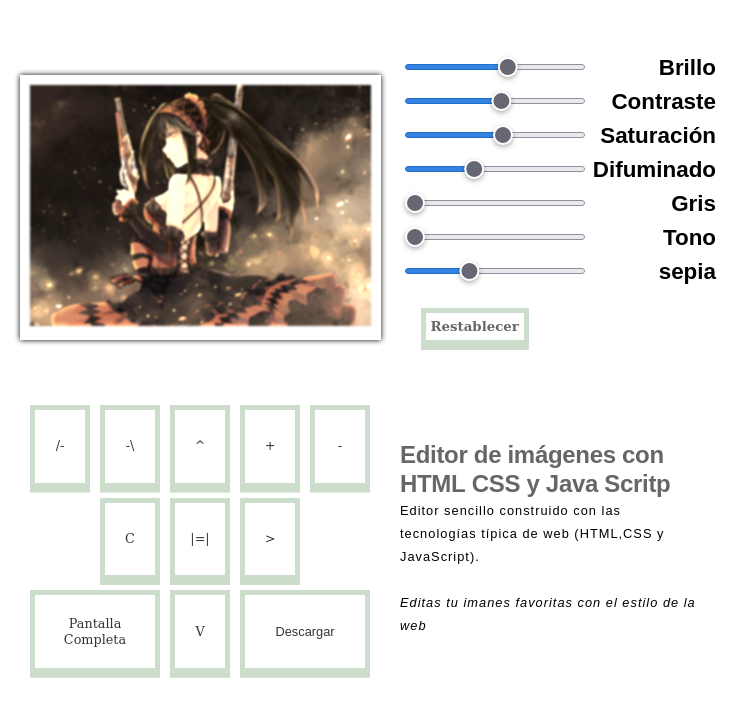 Brillo
Contraste
Saturación
Difuminado
Gris
Tono
sepia
Restablecer
/-
-\
^
+
-
C
|=|
>
Pantalla
Completa
V
Descargar
Editor de imágenes con
HTML CSS y Java Scritp
Editor sencillo construido con las
tecnologías típica de web (HTML,CSS y
JavaScript).
Editas tu imanes favoritas con el estilo de la
web